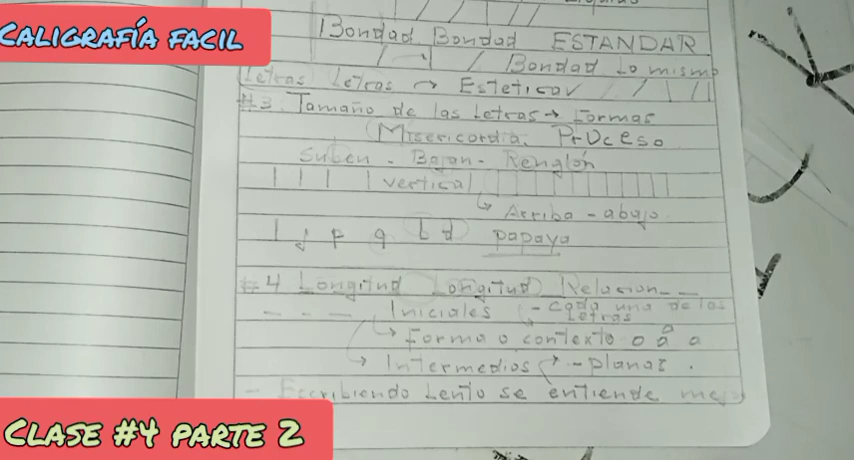 CALIGRAFÍA FACIL
Bondad Bondad ESTANDAR
Bondad Lo mismo
Letras Letras → Estetica
#3. Tamaño de las Letras → Formas
Misericordia. Proceso
Suben - Bajan - Renglón
vertical
Arriba - abajo
l j p q b d papaya
#4 Longitud Longitud Relacion - -
- - - - Iniciales - cada una de las
Letras
→ Forma o contexto o a a
→ Intermedios → - planas.
- Escribiendo Lento se entiende mejo
CLASE #4 PARTE 2